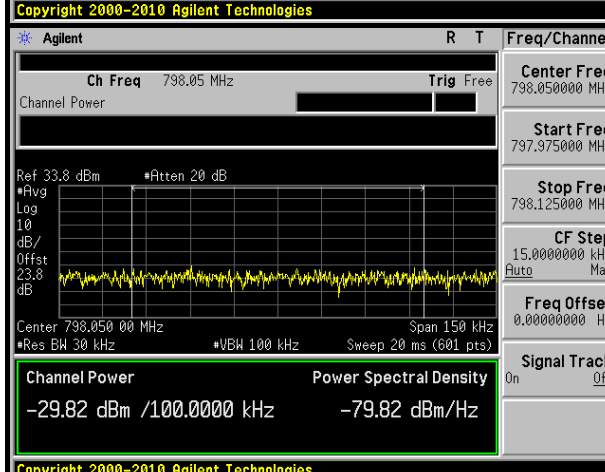 Copyright 2000-2010 Agilent Technologies
Agilent R T Freq/Channe
Ch Freq 798.05 MHz Trig Free
Channel Power
Center Fre
798.050000 MH
Start Fre
797.975000 MH
Stop Fre
798.125000 MH
CF Ste
15.0000000 kH
Auto Ma
Freq Offse
0.00000000 H
Signal Trac
On Of
Ref 33.8 dBm #Atten 20 dB
#Avg
Log
10
dB/
Offst
23.8
dB
Center 798.050 00 MHz Span 150 kHz
#Res BW 30 kHz #VBW 100 kHz Sweep 20 ms (601 pts)
Channel Power Power Spectral Density
-29.82 dBm /100.0000 kHz -79.82 dBm/Hz
Copyright 2000-2010 Agilent Technologies